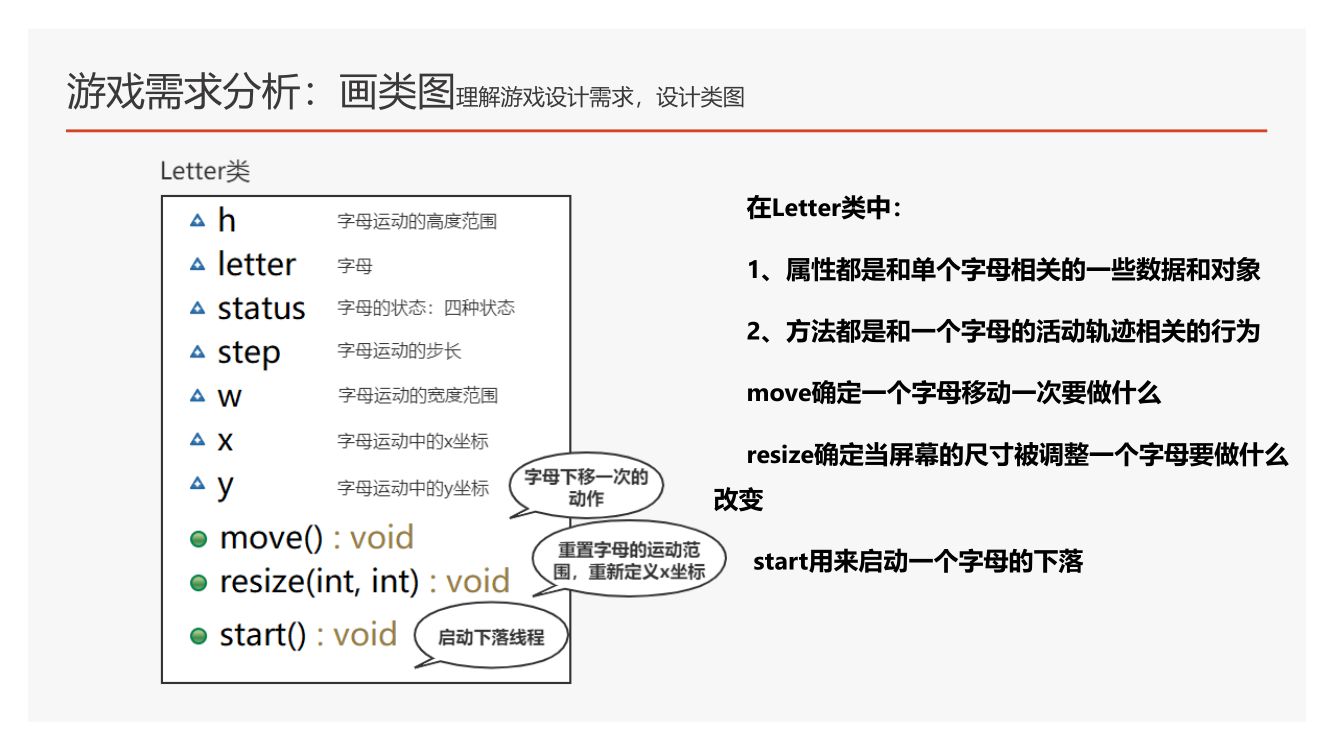 游戏需求分析：画类图理解游戏设计需求，设计类图
Letter类
h 字母运动的高度范围
letter 字母
status 字母的状态：四种状态
step 字母运动的步长
w 字母运动的宽度范围
x 字母运动中的x坐标
y 字母运动中的y坐标
字母下移一次的
动作
move() : void
重置字母的运动范
围，重新定义x坐标
resize(int, int) : void
start() : void
启动下落线程
在Letter类中：
1、属性都是和单个字母相关的一些数据和对象
2、方法都是和一个字母的活动轨迹相关的行为
move确定一个字母移动一次要做什么
resize确定当屏幕的尺寸被调整一个字母要做什么
改变
start用来启动一个字母的下落